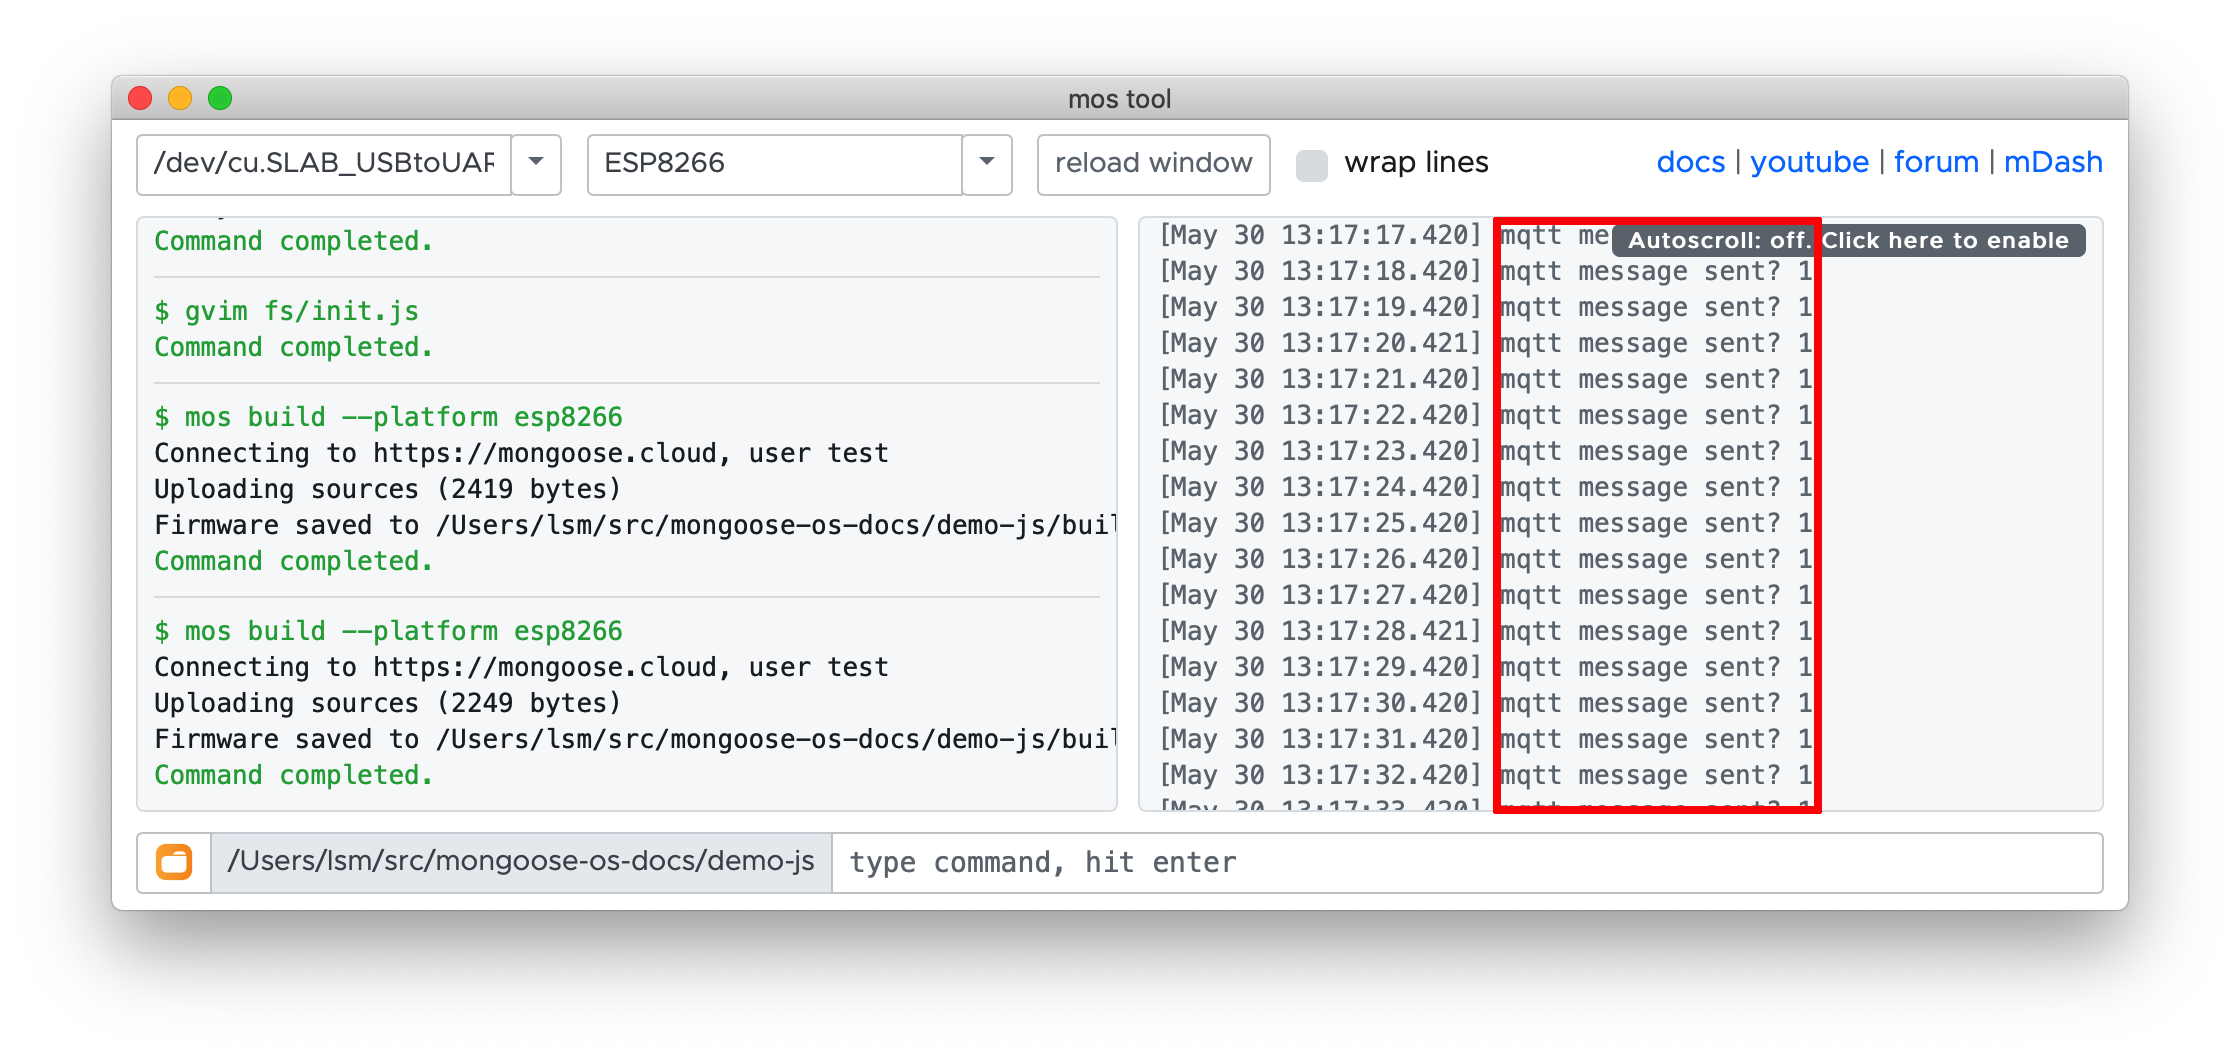 mos tool
/dev/cu.SLAB_USBtoUAR
ESP8266
reload window
wrap lines
docs | youtube | forum | mDash
Command completed.
$ gvim fs/init.js
Command completed.
$ mos build --platform esp8266
Connecting to https://mongoose.cloud, user test
Uploading sources (2419 bytes)
Firmware saved to /Users/lsm/src/mongoose-os-docs/demo-js/buil
Command completed.
$ mos build --platform esp8266
Connecting to https://mongoose.cloud, user test
Uploading sources (2249 bytes)
Firmware saved to /Users/lsm/src/mongoose-os-docs/demo-js/buil
Command completed.
[May 30 13:17:17.420] mqtt me
Autoscroll: off. Click here to enable
[May 30 13:17:18.420] mqtt message sent? 1
[May 30 13:17:19.420] mqtt message sent? 1
[May 30 13:17:20.421] mqtt message sent? 1
[May 30 13:17:21.420] mqtt message sent? 1
[May 30 13:17:22.420] mqtt message sent? 1
[May 30 13:17:23.420] mqtt message sent? 1
[May 30 13:17:24.420] mqtt message sent? 1
[May 30 13:17:25.420] mqtt message sent? 1
[May 30 13:17:26.420] mqtt message sent? 1
[May 30 13:17:27.420] mqtt message sent? 1
[May 30 13:17:28.421] mqtt message sent? 1
[May 30 13:17:29.420] mqtt message sent? 1
[May 30 13:17:30.420] mqtt message sent? 1
[May 30 13:17:31.420] mqtt message sent? 1
[May 30 13:17:32.420] mqtt message sent? 1
[May 30 13:17:33.420] mqtt message sent? 1
/Users/lsm/src/mongoose-os-docs/demo-js
type command, hit enter